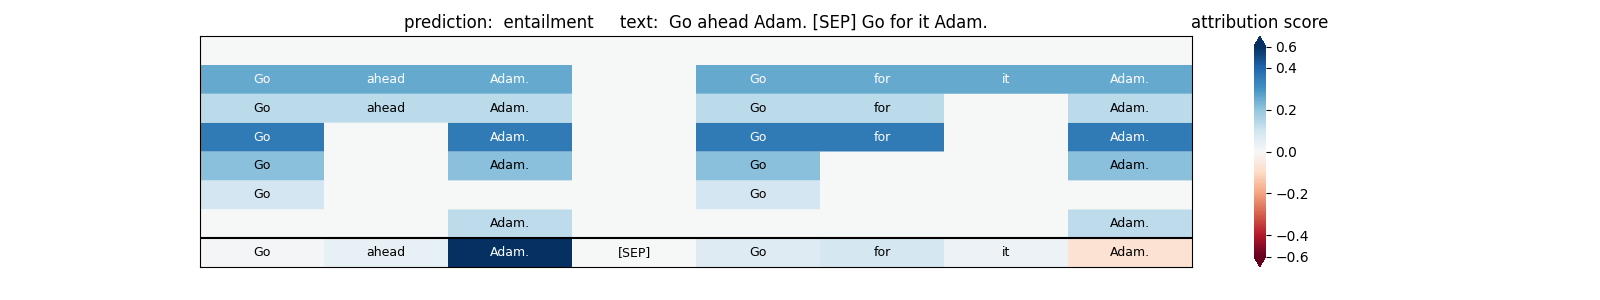 prediction:  entailment     text:  Go ahead Adam. [SEP] Go for it Adam.
attribution score
Go ahead Adam. Go for it Adam.
Go ahead Adam. Go for Adam.
Go Adam. Go for Adam.
Go Adam. Go Adam.
Go Go
Adam. Adam.
Go ahead Adam. [SEP] Go for it Adam.
0.6
0.4
0.2
0.0
−0.2
−0.4
−0.6